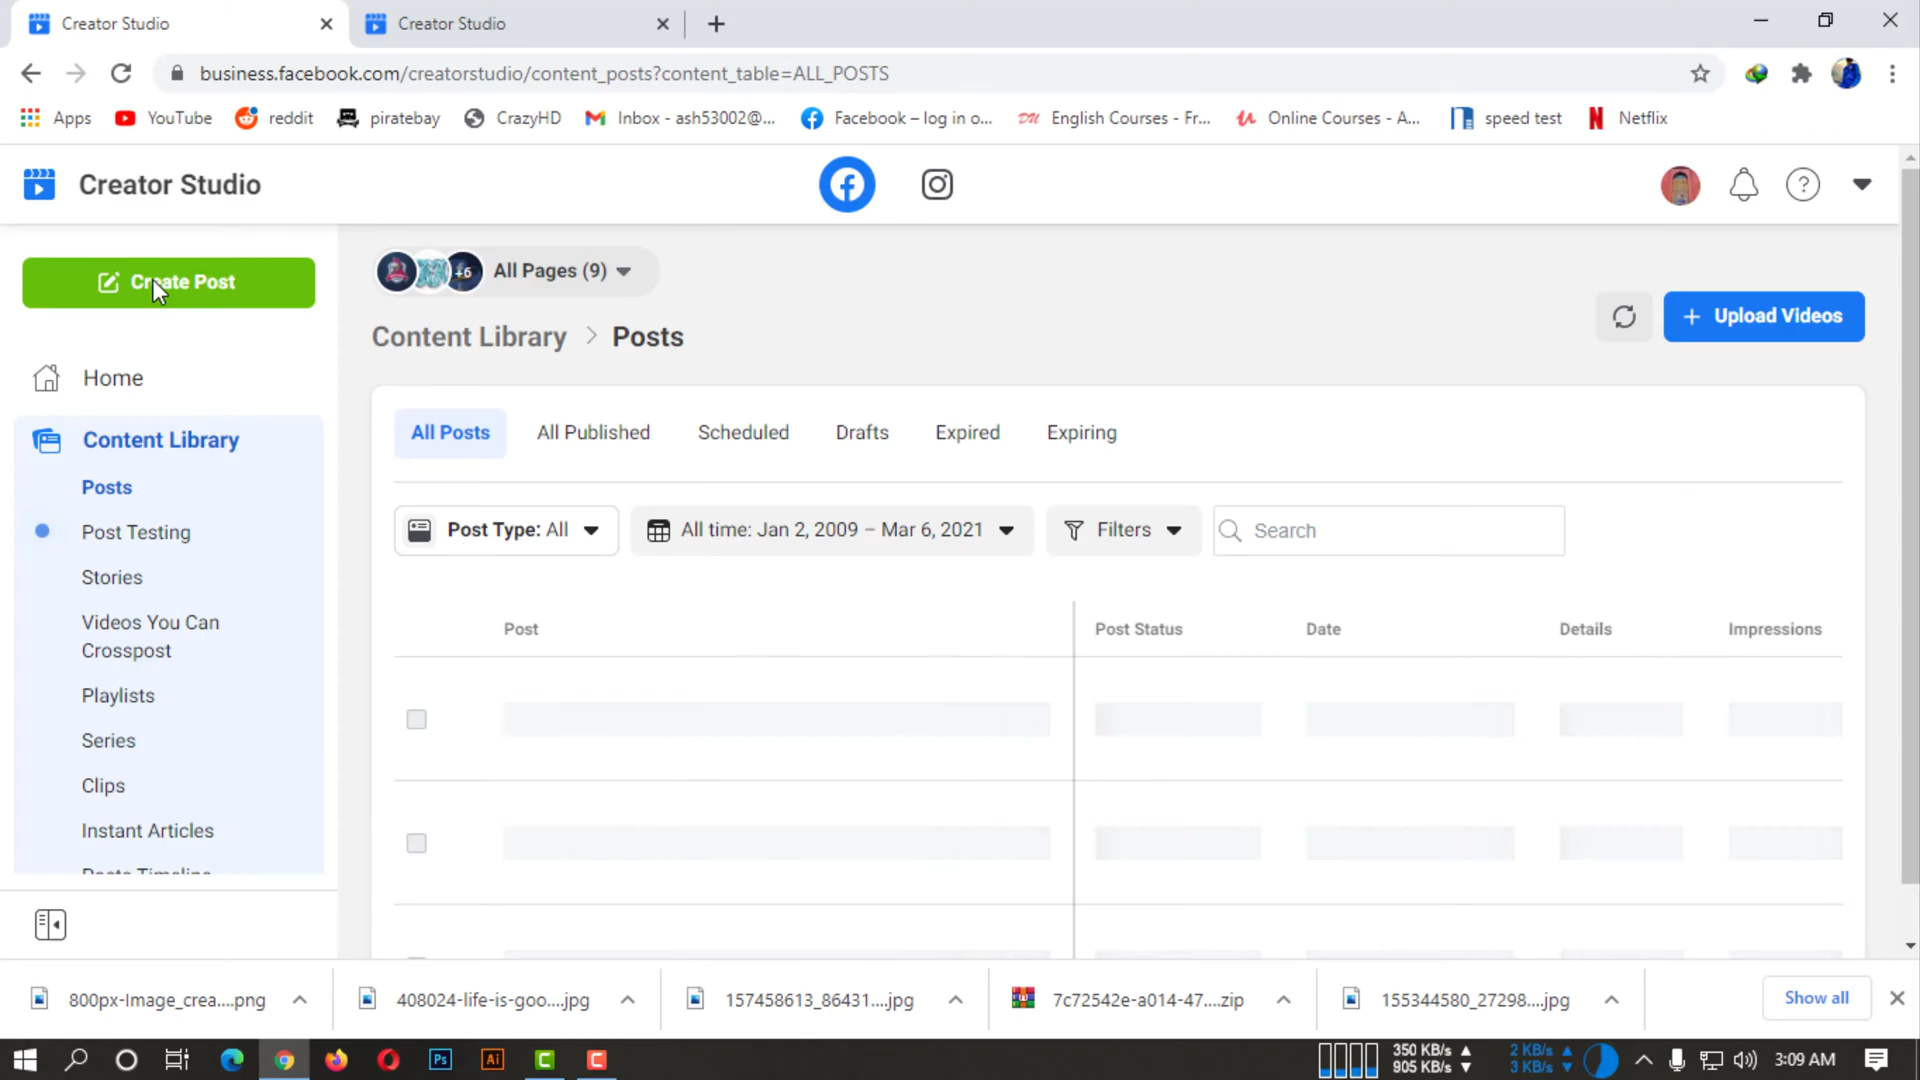 Creator Studio
Creator Studio
business.facebook.com/creatorstudio/content_posts?content_table=ALL_POSTS
Apps YouTube reddit piratebay CrazyHD Inbox - ash53002@... Facebook – log in o... DU English Courses - Fr... Online Courses - A... speed test Netflix
Creator Studio
Create Post
+6 All Pages (9)
Content Library > Posts
+ Upload Videos
Home
Content Library
Posts
Post Testing
Stories
Videos You Can
Crosspost
Playlists
Series
Clips
Instant Articles
Posts Timeline
All Posts All Published Scheduled Drafts Expired Expiring
Post Type: All All time: Jan 2, 2009 – Mar 6, 2021 Filters Search
Post Post Status Date Details Impressions
800px-Image_crea....png 408024-life-is-goo....jpg 157458613_86431....jpg 7c72542e-a014-47....zip 155344580_27298....jpg Show all
Ps Ai C C
350 KB/s 2 KB/s
905 KB/s 3 KB/s
3:09 AM